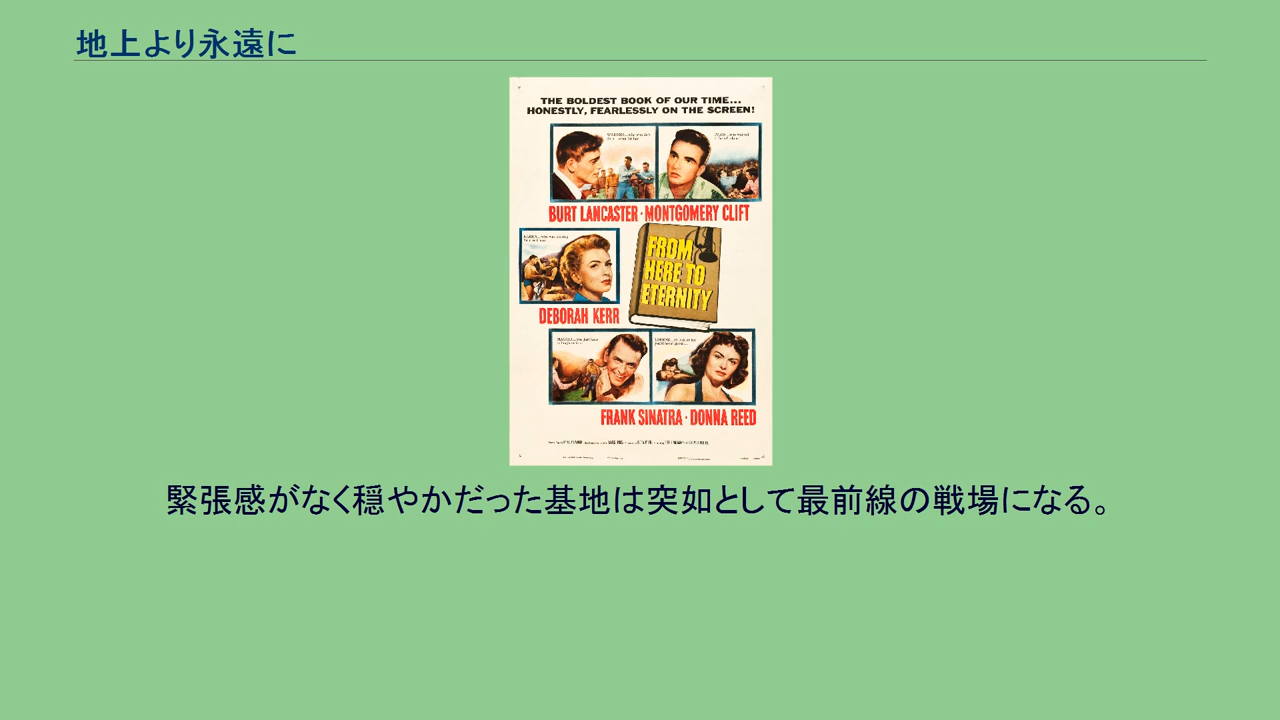 地上より永遠に
THE BOLDEST BOOK OF OUR TIME...
HONESTLY, FEARLESSLY ON THE SCREEN!
BURT LANCASTER · MONTGOMERY CLIFT
FROM
HERE TO
ETERNITY
DEBORAH KERR
FRANK SINATRA · DONNA REED
緊張感がなく穏やかだった基地は突如として最前線の戦場になる。